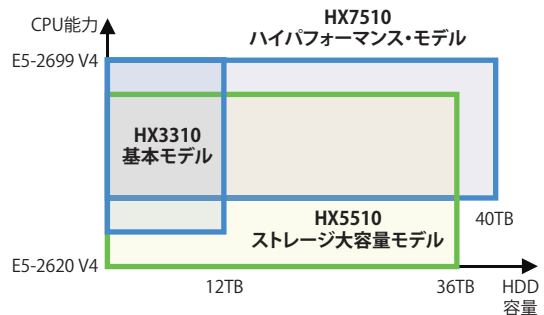 CPU能力
HX7510
ハイパフォーマンス・モデル
E5-2699 V4
HX3310
基本モデル
HX5510
ストレージ大容量モデル
40TB
E5-2620 V4
12TB
36TB
HDD
容量